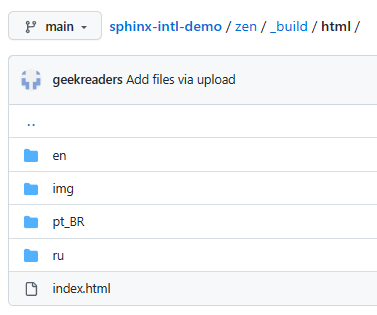 main sphinx-intl-demo / zen / _build / html /
geekreaders Add files via upload
..
en
img
pt_BR
ru
index.html